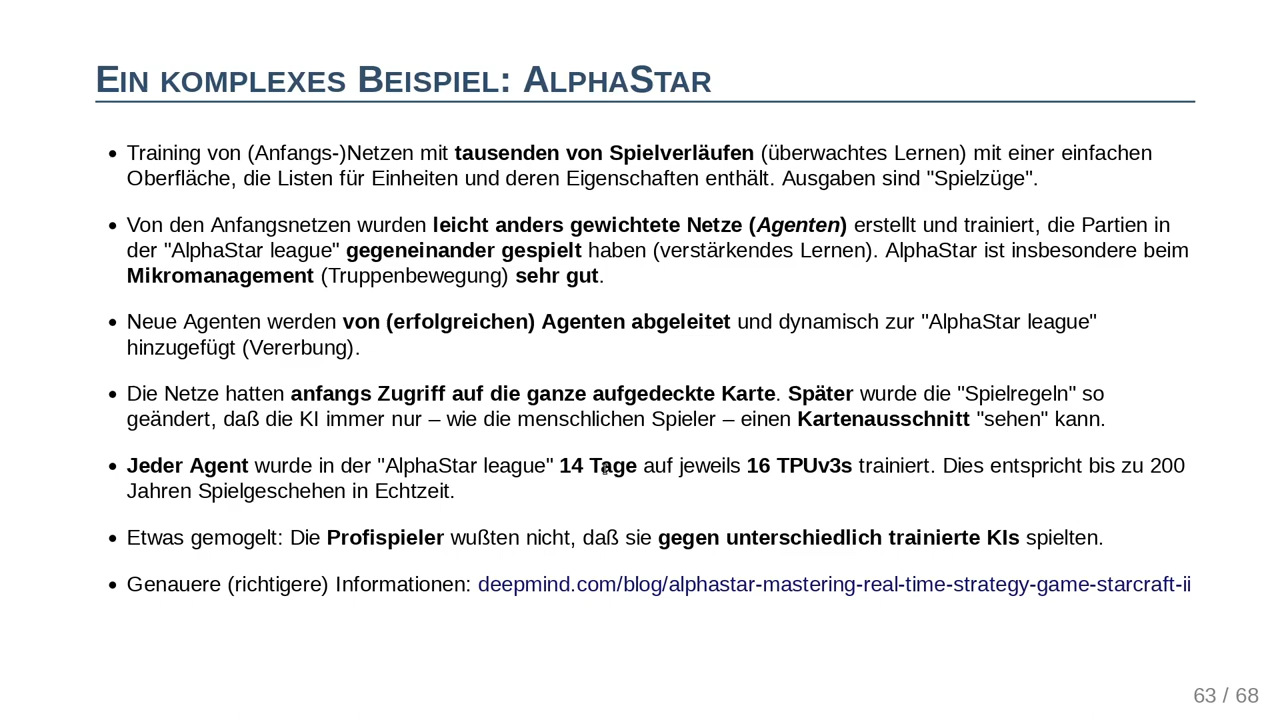 Ein komplexes Beispiel: AlphaStar
Training von (Anfangs-)Netzen mit tausenden von Spielverläufen (überwachtes Lernen) mit einer einfachen
Oberfläche, die Listen für Einheiten und deren Eigenschaften enthält. Ausgaben sind "Spielzüge".
Von den Anfangsnetzen wurden leicht anders gewichtete Netze (Agenten) erstellt und trainiert, die Partien in
der "AlphaStar league" gegeneinander gespielt haben (verstärkendes Lernen). AlphaStar ist insbesondere beim
Mikromanagement (Truppenbewegung) sehr gut.
Neue Agenten werden von (erfolgreichen) Agenten abgeleitet und dynamisch zur "AlphaStar league"
hinzugefügt (Vererbung).
Die Netze hatten anfangs Zugriff auf die ganze aufgedeckte Karte. Später wurde die "Spielregeln" so
geändert, daß die KI immer nur – wie die menschlichen Spieler – einen Kartenausschnitt "sehen" kann.
Jeder Agent wurde in der "AlphaStar league" 14 Tage auf jeweils 16 TPUv3s trainiert. Dies entspricht bis zu 200
Jahren Spielgeschehen in Echtzeit.
Etwas gemogelt: Die Profispieler wußten nicht, daß sie gegen unterschiedlich trainierte KIs spielten.
Genauere (richtigere) Informationen: deepmind.com/blog/alphastar-mastering-real-time-strategy-game-starcraft-ii
63 / 68